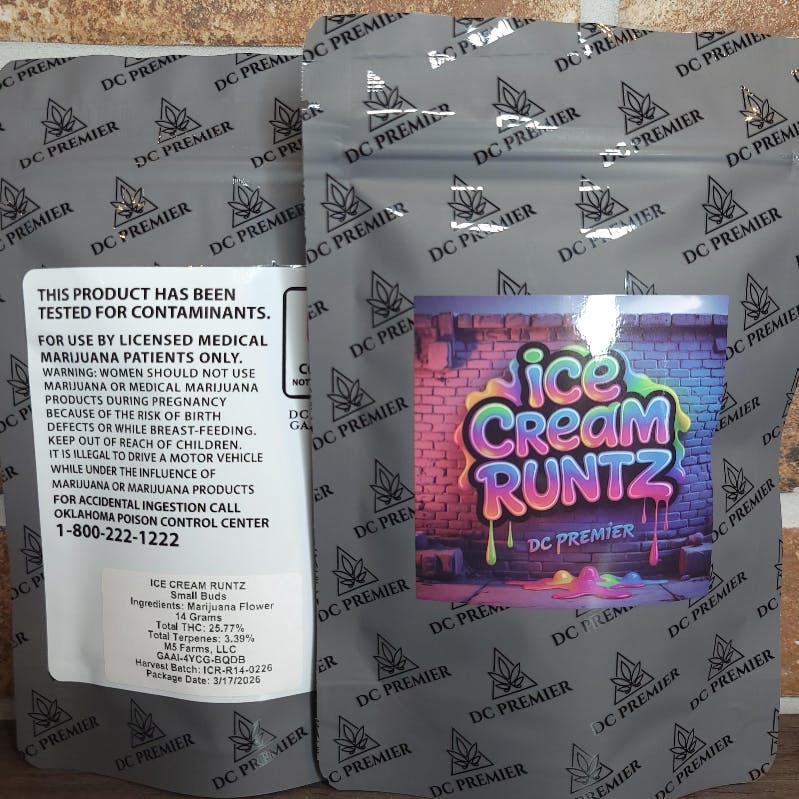 THIS PRODUCT HAS BEEN
TESTED FOR CONTAMINANTS.
FOR USE BY LICENSED MEDICAL
MARIJUANA PATIENTS ONLY.
WARNING: WOMEN SHOULD NOT USE
MARIJUANA OR MEDICAL MARIJUANA
PRODUCTS DURING PREGNANCY
BECAUSE OF THE RISK OF BIRTH
DEFECTS OR WHILE BREAST-FEEDING.
KEEP OUT OF REACH OF CHILDREN.
IT IS ILLEGAL TO DRIVE A MOTOR VEHICLE
WHILE UNDER THE INFLUENCE OF
MARIJUANA OR MARIJUANA PRODUCTS
FOR ACCIDENTAL INGESTION CALL
OKLAHOMA POISON CONTROL CENTER
1-800-222-1222
ICE CREAM RUNTZ
Small Buds
Ingredients: Marijuana Flower
14 Grams
Total THC: 25.77%
Total Terpenes: 3.39%
M5 Farms, LLC
GAAI-4YCG-BQDB
Harvest Batch: ICR-R14-0226
Package Date: 3/17/2026
ice
CREAM
RUNTZ
DC PREMIER
DC PREMIER